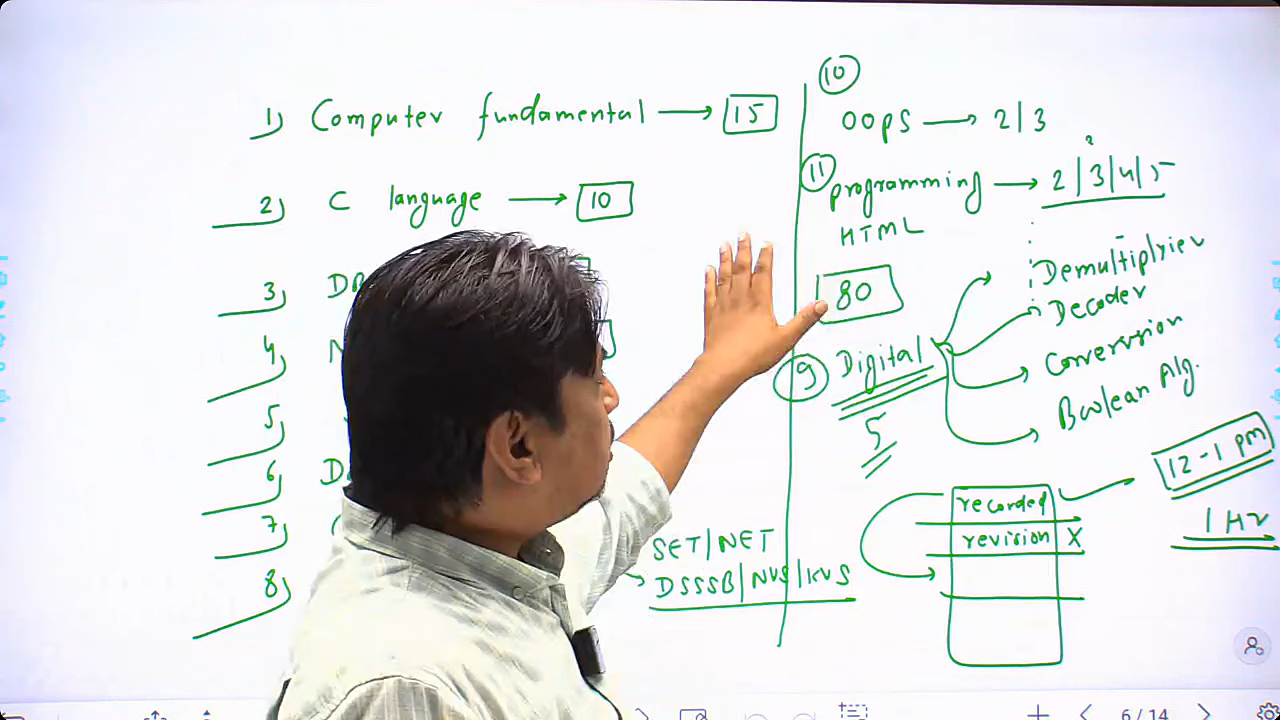 1) Computer fundamental → 15
2) C language → 10
3)
4)
5)
6)
7)
8)
SET/NET
DSSSB/NVS/KVS
10
OOPS → 2/3
11
programming → 2/3/4/5
HTML
80
9 Digital
5
Demultiplxier
Decoder
Conversion
Boolean Alg.
12-1 pm
1 Hr
recorded
revision X
6 / 14